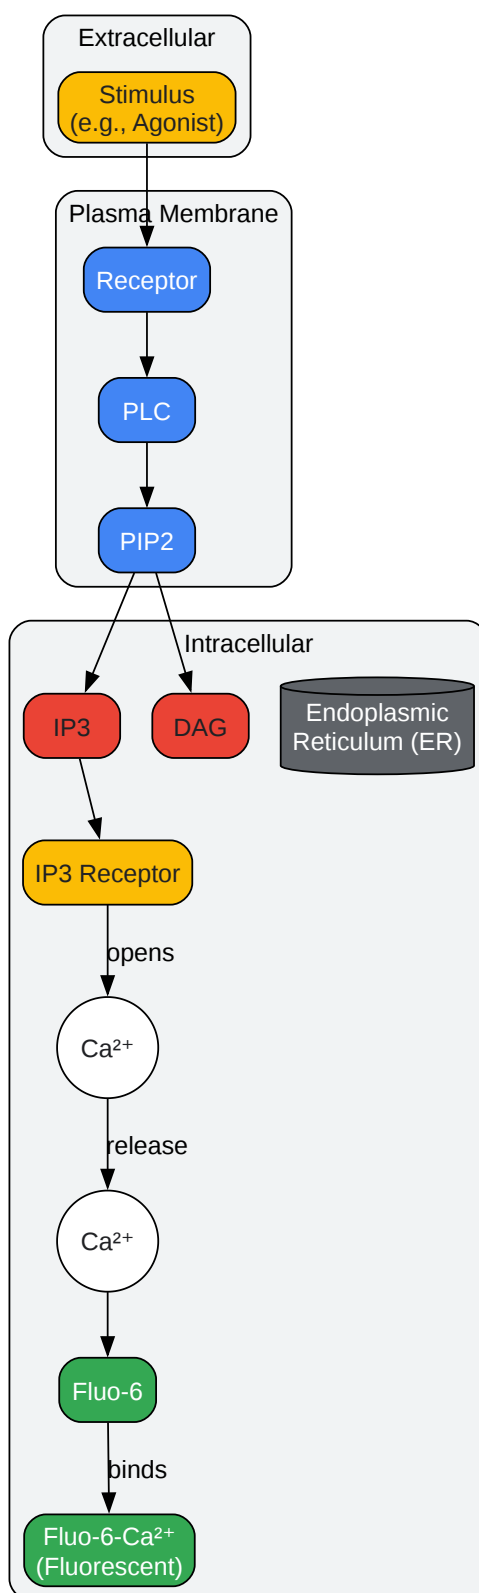 Extracellular
Stimulus
(e.g., Agonist)
Plasma Membrane
Receptor
PLC
PIP2
Intracellular
IP3
DAG
Endoplasmic
Reticulum (ER)
IP3 Receptor
opens
Ca²⁺
release
Ca²⁺
Fluo-6
binds
Fluo-6-Ca²⁺
(Fluorescent)